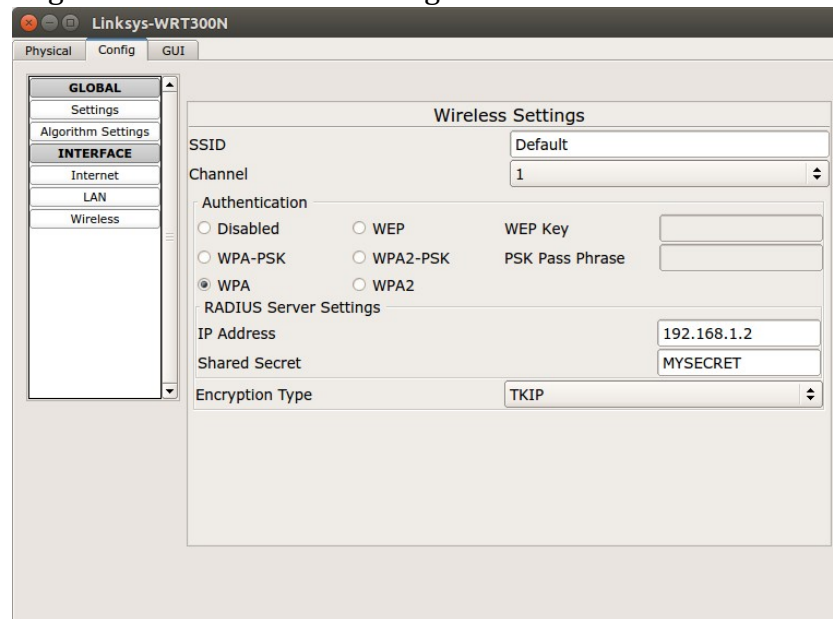 Linksys-WRT300N
Physical Config GUI
GLOBAL
Settings
Algorithm Settings
INTERFACE
Internet
LAN
Wireless
Wireless Settings
SSID Default
Channel 1
Authentication
Disabled WEP WEP Key
WPA-PSK WPA2-PSK PSK Pass Phrase
WPA WPA2
RADIUS Server Settings
IP Address 192.168.1.2
Shared Secret MYSECRET
Encryption Type TKIP